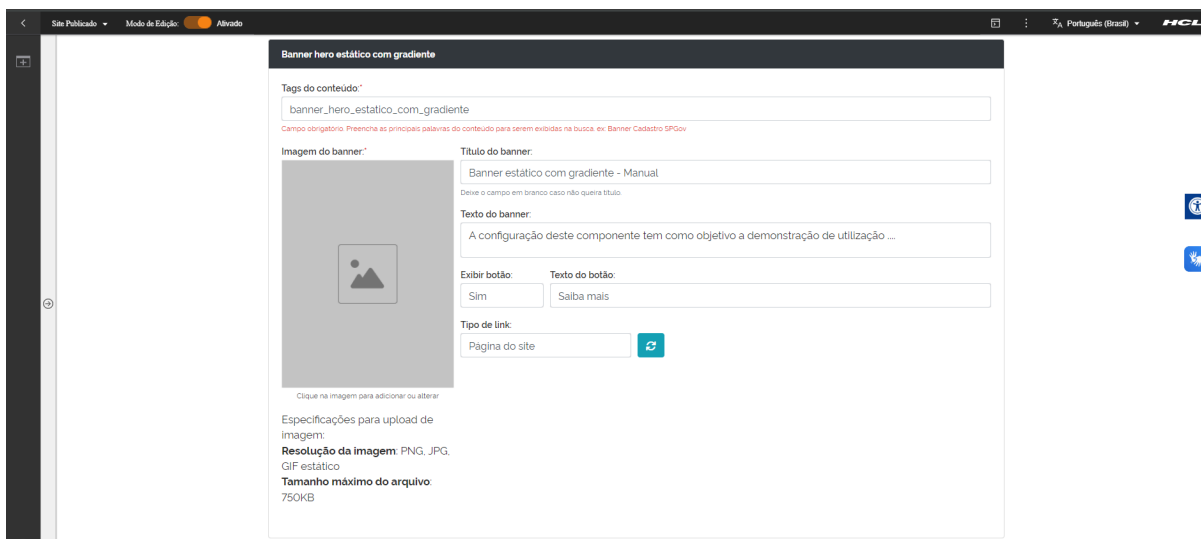 Site Publicado Modo de Edição: Ativado Português (Brasil) HCL
Banner hero estático com gradiente
Tags do conteúdo:*
banner_hero_estatico_com_gradiente
Campo obrigatório. Preencha as principais palavras do conteúdo para serem exibidas na busca. ex: Banner Cadastro SPGov
Imagem do banner:*
Título do banner:
Banner estático com gradiente - Manual
Deixe o campo em branco caso não queira título.
Texto do banner:
A configuração deste componente tem como objetivo a demonstração de utilização ....
Exibir botão: Texto do botão:
Sim Saiba mais
Tipo de link:
Página do site
Clique na imagem para adicionar ou alterar
Especificações para upload de
imagem:
Resolução da imagem: PNG, JPG,
GIF estático
Tamanho máximo do arquivo:
750KB